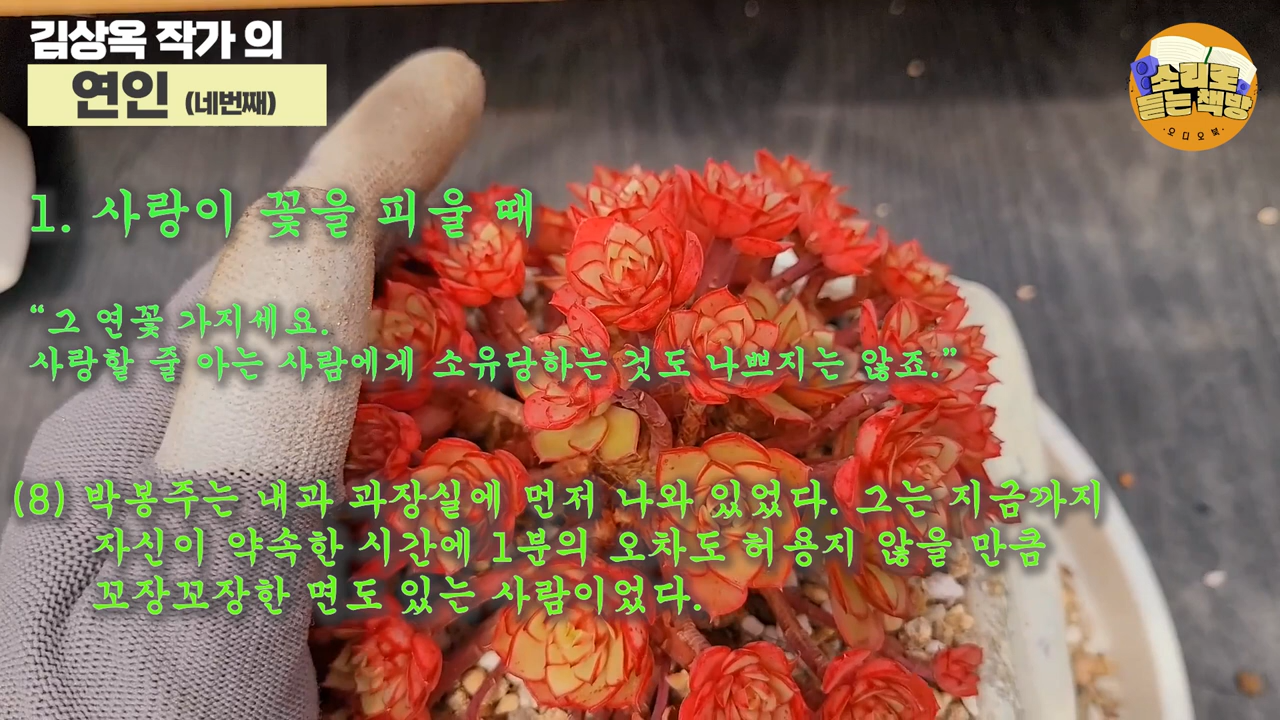 김상옥 작가 의
연인 (네번째)
소리로
듣는 책방
·오디오북·
1. 사랑이 꽃을 피울 때
“그 연꽃 가지세요.
사랑할 줄 아는 사람에게 소유당하는 것도 나쁘지는 않죠.”
(8) 박봉주는 내과 과장실에 먼저 나와 있었다. 그는 지금까지
자신이 약속한 시간에 1분의 오차도 허용지 않을 만큼
꼬장꼬장한 면도 있는 사람이었다.